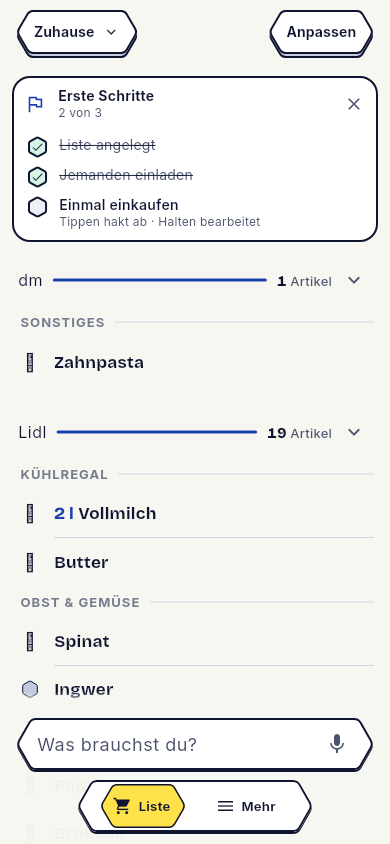 Zuhause
Anpassen
Erste Schritte
2 von 3
Liste angelegt
Jemanden einladen
Einmal einkaufen
Tippen hakt ab · Halten bearbeitet
dm
1 Artikel
SONSTIGES
Zahnpasta
Lidl
19 Artikel
KÜHLREGAL
2 l Vollmilch
Butter
OBST & GEMÜSE
Spinat
Ingwer
Was brauchst du?
Liste
Mehr